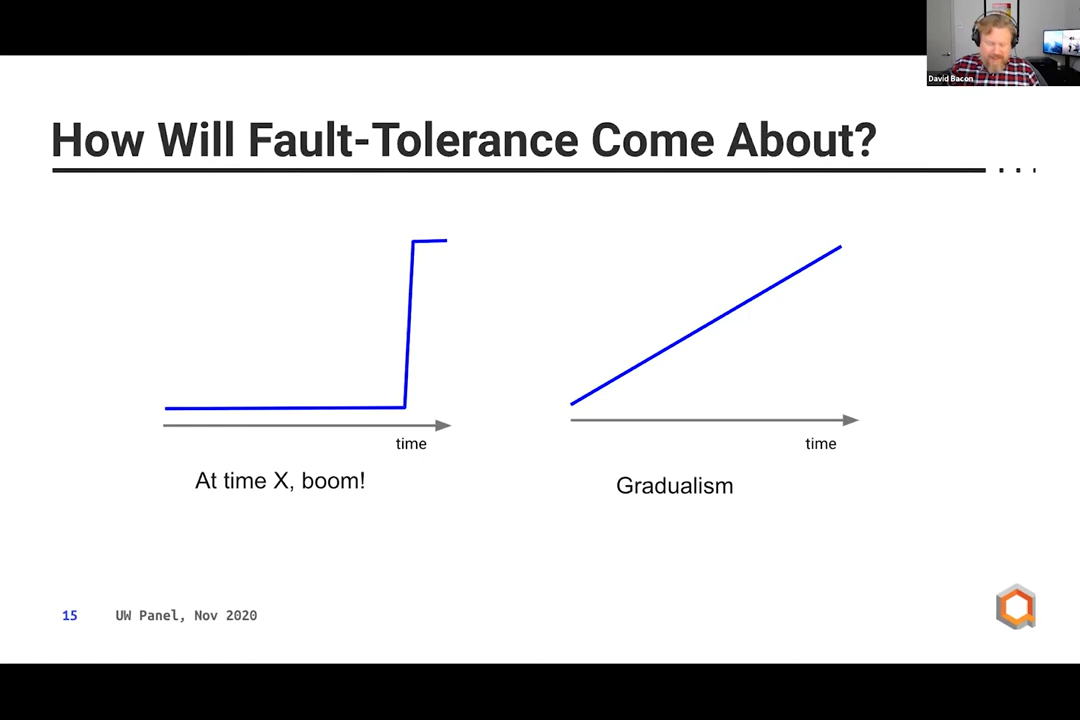 David Bacon
How Will Fault-Tolerance Come About?
time
time
At time X, boom!
Gradualism
15 UW Panel, Nov 2020